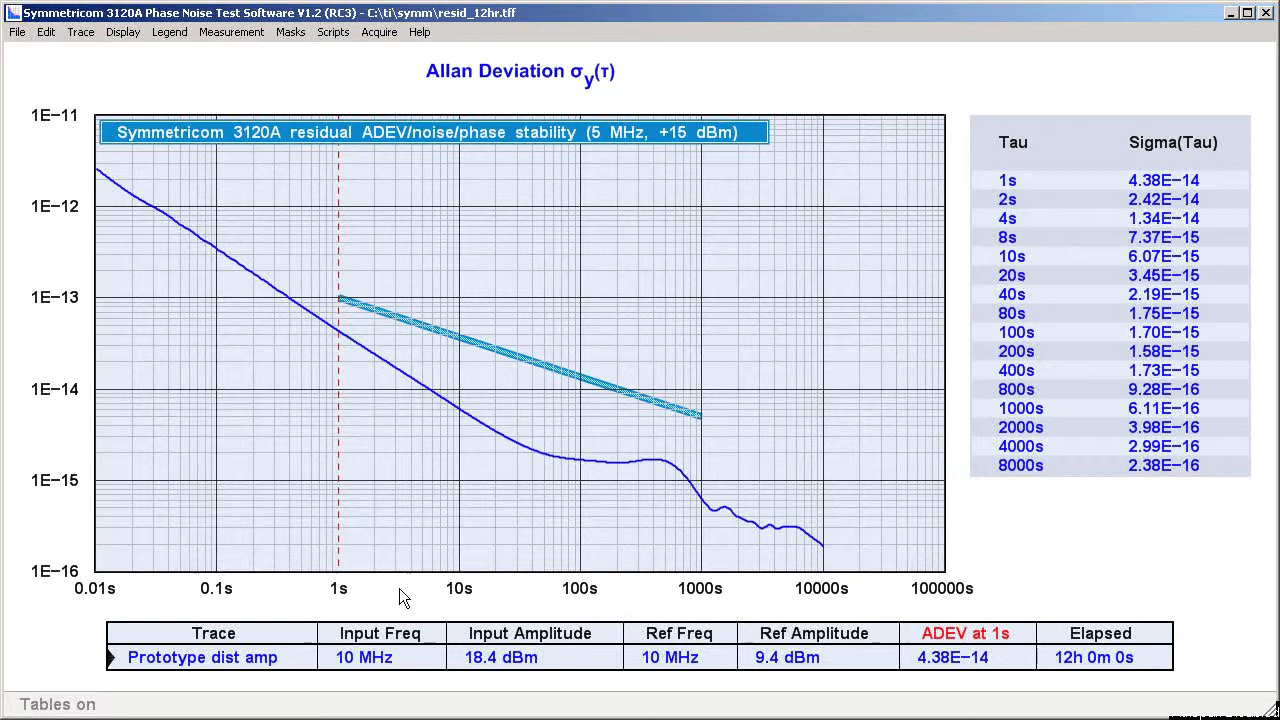 Symmetricom 3120A Phase Noise Test Software V1.2 (RC3) - C:\ti\symm\resid_12hr.tff
File Edit Trace Display Legend Measurement Masks Scripts Acquire Help
Allan Deviation σy(τ)
Symmetricom 3120A residual ADEV/noise/phase stability (5 MHz, +15 dBm)
1E-11
1E-12
1E-13
1E-14
1E-15
1E-16
0.01s 0.1s 1s 10s 100s 1000s 10000s 100000s
Tau Sigma(Tau)
1s 4.38E-14
2s 2.42E-14
4s 1.34E-14
8s 7.37E-15
10s 6.07E-15
20s 3.45E-15
40s 2.19E-15
80s 1.75E-15
100s 1.70E-15
200s 1.58E-15
400s 1.73E-15
800s 9.28E-16
1000s 6.11E-16
2000s 3.98E-16
4000s 2.99E-16
8000s 2.38E-16
Trace Input Freq Input Amplitude Ref Freq Ref Amplitude ADEV at 1s Elapsed
Prototype dist amp 10 MHz 18.4 dBm 10 MHz 9.4 dBm 4.38E-14 12h 0m 0s
Tables on